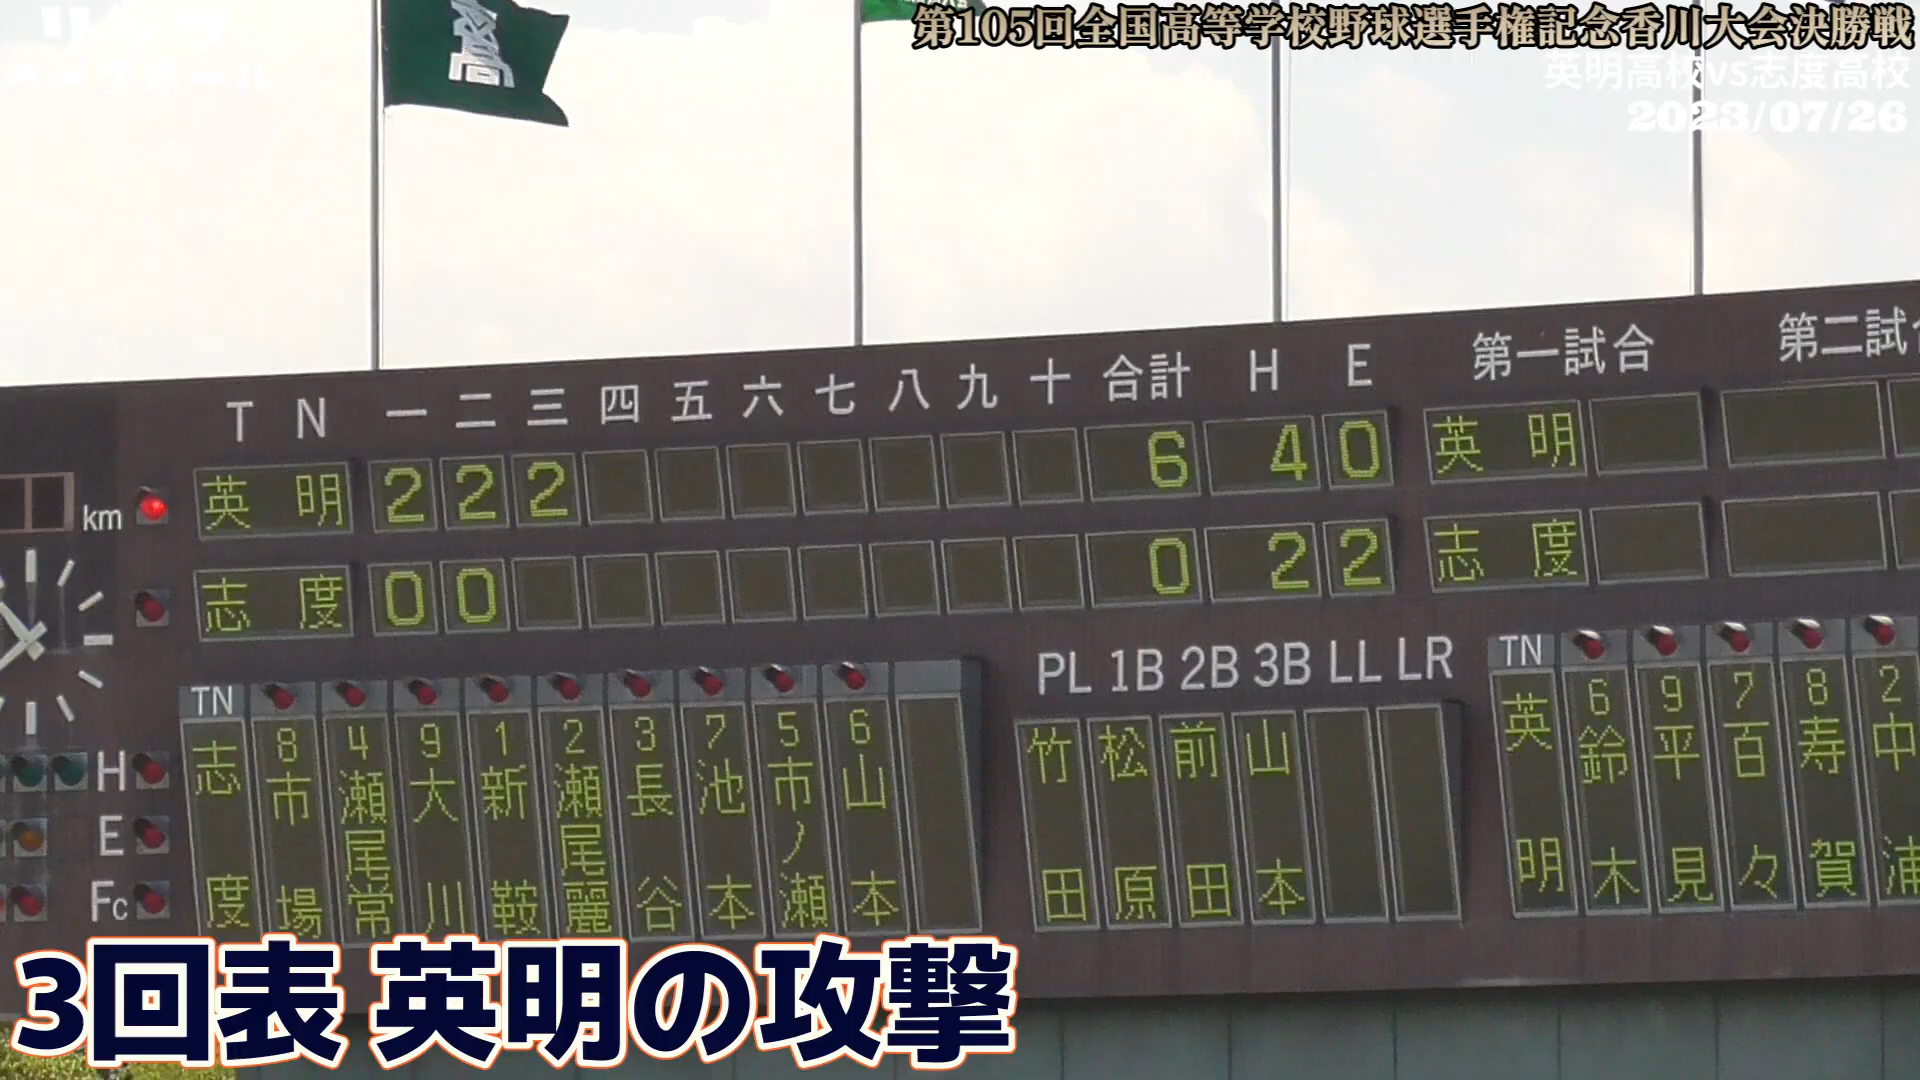 第105回全国高等学校野球選手権記念香川大会決勝戦
英明高校vs志度高校
2023/07/26
T N 一 二 三 四 五 六 七 八 九 十 合計 H E 第一試合 第二試合
英明 2 2 2 6 4 0 英明
km
志度 0 0 0 2 2 志度
PL 1B 2B 3B LL LR
竹田 松原 前田 山本
TN 志度
8 市場
4 瀬尾常
9 大川
1 新鞍
2 瀬尾麗
3 長谷
7 池本
5 市ノ瀬
6 山本
TN 英明
6 鈴木
9 平見
7 百々
8 寿賀
2 中浦
H
E
Fc
3回表 英明の攻撃